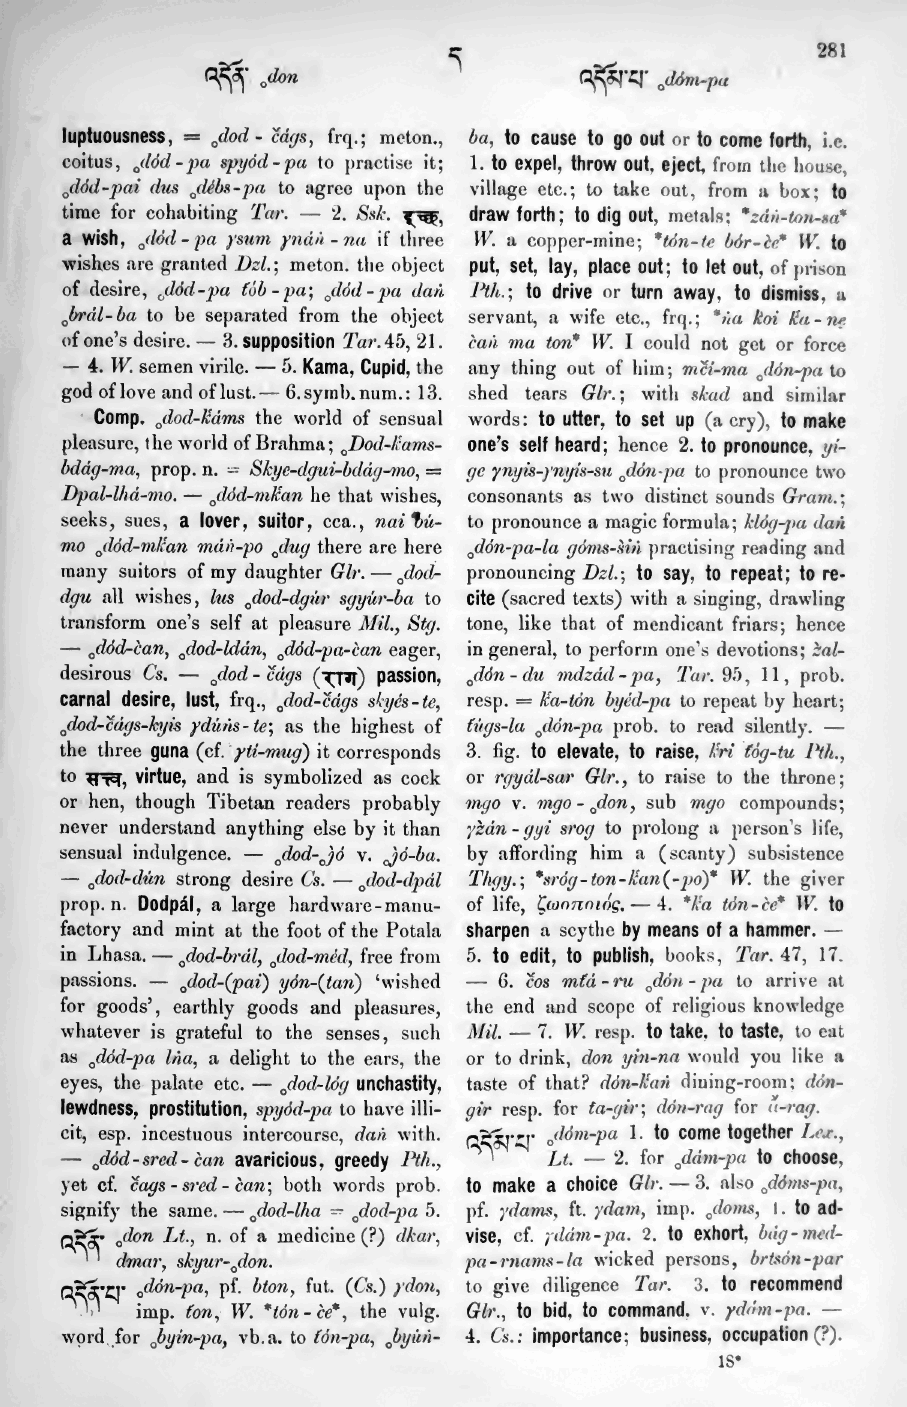 281
འདོན་ ₒdon
ད
འདོམ་པ་ ₒdóm-pa
luptuousness, = ₒdod - čágs, frq.; meton.,
coitus, ₒdód - pa spyód - pa to practise it;
ₒdód-pai dus ₒdébs-pa to agree upon the
time for cohabiting Tar. — 2. Ssk.
a wish, ₒdód - pa γsum γnáṅ - na if three
wishes are granted Dzl.; meton. the object
of desire, ₒdód-pa ťób - pa; ₒdód - pa daṅ
ₒbrál-ba to be separated from the object
of one's desire. — 3. supposition Tar. 45, 21.
— 4. W. semen virile. — 5. Kama, Cupid, the
god of love and of lust. — 6. symb. num.: 13.
Comp. ₒdod-ḱáms the world of sensual
pleasure, the world of Brahma; ₒDod-ḱams-
bdág-ma, prop. n. = Skye-dgui-bdág-mo, =
Dpal-lhá-mo. — ₒdód-mḱan he that wishes,
seeks, sues, a lover, suitor, cca., nai bú-
mo ₒdód-mḱan máṅ-po ₒdug there are here
many suitors of my daughter Glr. — ₒdod-
dgu all wishes, lus ₒdod-dgúr sgyúr-ba to
transform one's self at pleasure Mil., Stg.
— ₒdód-čan, ₒdod-ldán, ₒdód-pa-čan eager,
desirous Cs. — ₒdod - čágs (राग) passion,
carnal desire, lust, frq., ₒdod-čágs skyés-te,
ₒdod-čágs-kyis γdúṅs-te; as the highest of
the three guna (cf. γti-mug) it corresponds
to सत्त्व, virtue, and is symbolized as cock
or hen, though Tibetan readers probably
never understand anything else by it than
sensual indulgence. — ₒdod-ₒǰó v. ₒǰó-ba.
— ₒdod-dún strong desire Cs. — ₒdod-dpál
prop. n. Dodpál, a large hardware-manu-
factory and mint at the foot of the Potala
in Lhasa. — ₒdod-brál, ₒdod-méd, free from
passions. — ₒdod-(pai) yón-(tan) 'wished
for goods', earthly goods and pleasures,
whatever is grateful to the senses, such
as ₒdód-pa lṅa, a delight to the ears, the
eyes, the palate etc. — ₒdod-lóg unchastity,
lewdness, prostitution, spyód-pa to have illi-
cit, esp. incestuous intercourse, daṅ with.
— ₒdód-sred-čan avaricious, greedy Pth.,
yet cf. čags - sred - čan; both words prob.
signify the same. — ₒdod-lha = ₒdod-pa 5.
འདོན་ ₒdon Lt., n. of a medicine (?) dkar,
dmar, skyur-ₒdon.
འདོན་པ་ ₒdón-pa, pf. bton, fut. (Cs.) γdon,
imp. ťon, W. *tón - če*, the vulg.
word for ₒbyin-pa, vb. a. to ťón-pa, ₒbyúṅ-
ba, to cause to go out or to come forth, i.e.
1. to expel, throw out, eject, from the house,
village etc.; to take out, from a box; to
draw forth; to dig out, metals; *záṅ-ton-sa*
W. a copper-mine; *tón-te bór-če* W. to
put, set, lay, place out; to let out, of prison
Pth.; to drive or turn away, to dismiss, a
servant, a wife etc., frq.; *ṅa koi ḱa - ne
čaṅ ma ton* W. I could not get or force
any thing out of him; mči-ma ₒdón-pa to
shed tears Glr.; with skad and similar
words: to utter, to set up (a cry), to make
one's self heard; hence 2. to pronounce, yi-
ge γnyis-γnyis-su ₒdón-pa to pronounce two
consonants as two distinct sounds Gram.;
to pronounce a magic formula; klóg-pa daṅ
ₒdón-pa-la góms-šiṅ practising reading and
pronouncing Dzl.; to say, to repeat; to re-
cite (sacred texts) with a singing, drawling
tone, like that of mendicant friars; hence
in general, to perform one's devotions; žal-
ₒdón - du mdzád - pa, Tar. 95, 11, prob.
resp. = ḱa-tón byéd-pa to repeat by heart;
ťúgs-la ₒdón-pa prob. to read silently. —
3. fig. to elevate, to raise, ḱri ťóg-tu Pth.,
or rgyál-sar Glr., to raise to the throne;
mgo v. mgo - ₒdon, sub mgo compounds;
γžán - gyi srog to prolong a person's life,
by affording him a (scanty) subsistence
Thgy.; *sróg-ton-ḱan(-po)* W. the giver
of life, ζωοποιός. — 4. *ḱa tón-če* W. to
sharpen a scythe by means of a hammer. —
5. to edit, to publish, books, Tar. 47, 17.
— 6. čos mťá - ru ₒdón - pa to arrive at
the end and scope of religious knowledge
Mil. — 7. W. resp. to take, to taste, to eat
or to drink, don yin-na would you like a
taste of that? dón-ḱaṅ dining-room; dón-
gir resp. for ta-gir; dón-rag for ắ-rag.
འདོམ་པ་ ₒdóm-pa 1. to come together Lex.,
Lt. — 2. for ₒdám-pa to choose,
to make a choice Glr. — 3. also ₒdóms-pa,
pf. γdams, ft. γdam, imp. ₒdoms, 1. to ad-
vise, cf. γdám-pa. 2. to exhort, bág-med-
pa-rnams-la wicked persons, brtsón-par
to give diligence Tar. 3. to recommend
Glr., to bid, to command, v. γdám-pa. —
4. Cs.: importance; business, occupation (?).
18*